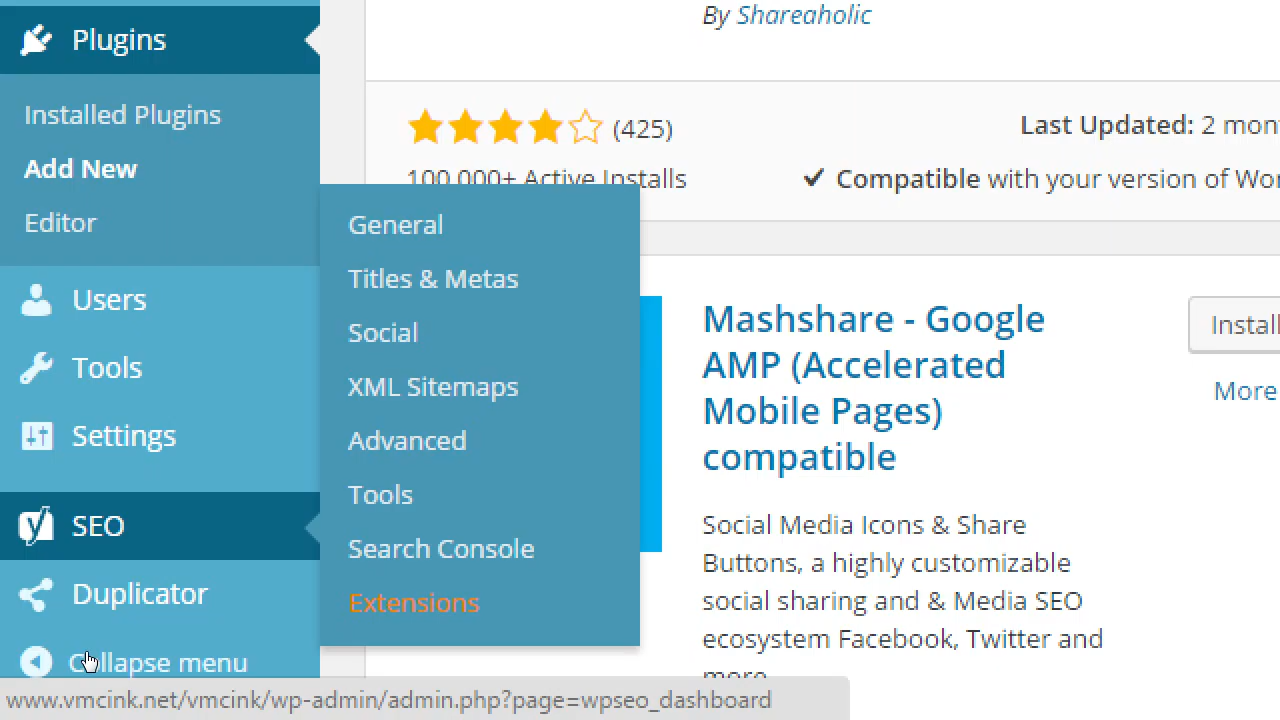 Plugins
Installed Plugins
Add New
Editor
Users
Tools
Settings
SEO
Duplicator
Collapse menu
General
Titles & Metas
Social
XML Sitemaps
Advanced
Tools
Search Console
Extensions
By Shareaholic
(425)
Last Updated: 2 mon
100,000+ Active Installs
Compatible with your version of Wor
Mashshare - Google
AMP (Accelerated
Mobile Pages)
compatible
Install
More
Social Media Icons & Share
Buttons, a highly customizable
social sharing and & Media SEO
ecosystem Facebook, Twitter and
more
www.vmcink.net/vmcink/wp-admin/admin.php?page=wpseo_dashboard